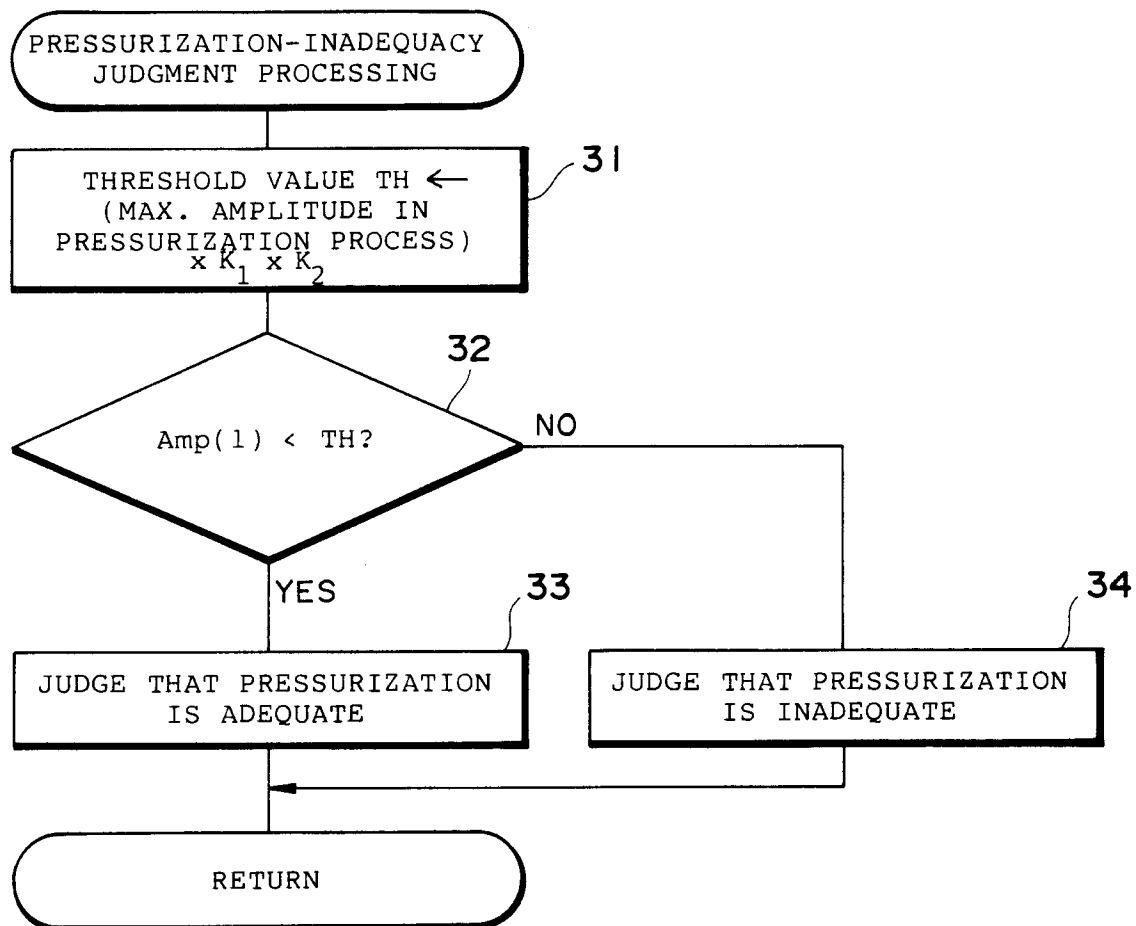 PRESSURIZATION-INADEQUACY
JUDGMENT PROCESSING
31
THRESHOLD VALUE TH ←
(MAX. AMPLITUDE IN
PRESSURIZATION PROCESS)
x K1 x K2
32
Amp(1) < TH?
NO
YES
33
34
JUDGE THAT PRESSURIZATION
IS ADEQUATE
JUDGE THAT PRESSURIZATION
IS INADEQUATE
RETURN